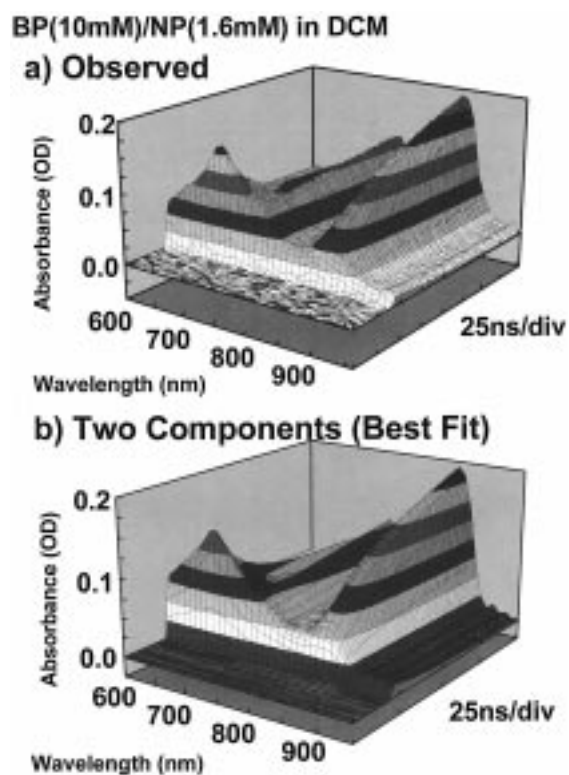 BP(10mM)/NP(1.6mM) in DCM
a) Observed
0.2
0.1
0.0
Absorbance (OD)
600
700
800
900
Wavelength (nm)
25ns/div
b) Two Components (Best Fit)
0.2
0.1
0.0
Absorbance (OD)
600
700
800
900
Wavelength (nm)
25ns/div